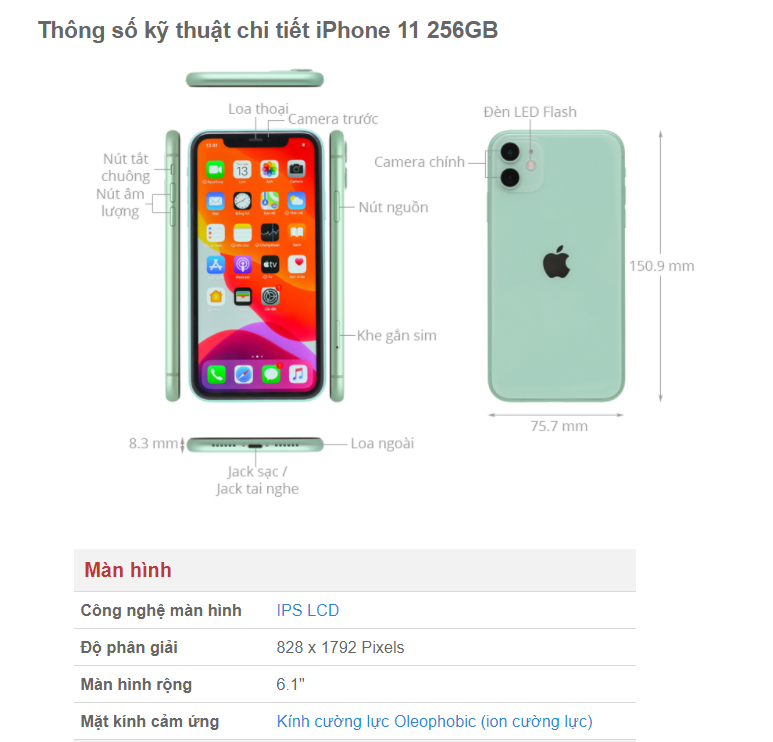 Thông số kỹ thuật chi tiết iPhone 11 256GB
Loa thoại
Camera trước
Đèn LED Flash
Nút tắt
chuông
Nút âm
lượng
Camera chính
Nút nguồn
150.9 mm
Khe gắn sim
75.7 mm
8.3 mm
Loa ngoài
Jack sạc /
Jack tai nghe
Màn hình
Công nghệ màn hình IPS LCD
Độ phân giải 828 x 1792 Pixels
Màn hình rộng 6.1"
Mặt kính cảm ứng Kính cường lực Oleophobic (ion cường lực)